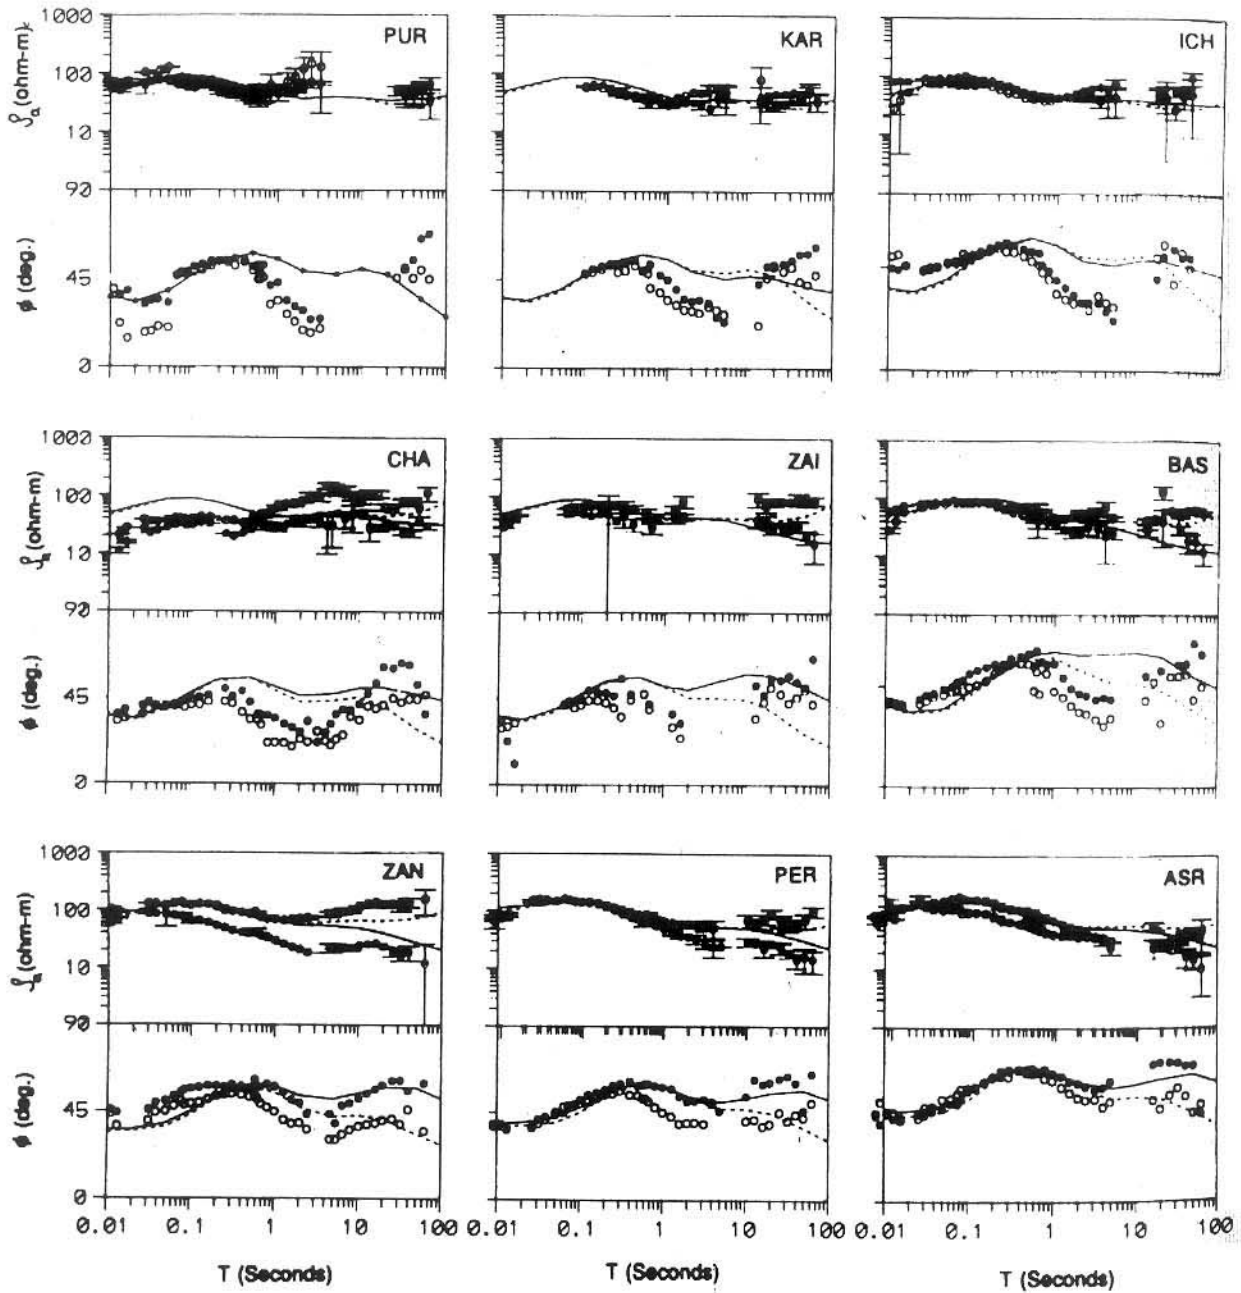 1000
PUR
KAR
ICH
100
ρₐ (ohm-m)
10
90
45
ϕ (deg.)
0
1000
CHA
ZAI
BAS
100
ρₐ (ohm-m)
10
90
45
ϕ (deg.)
0
1000
ZAN
PER
ASR
100
ρₐ (ohm-m)
10
90
45
ϕ (deg.)
0
0.01 0.1 1 10 100
0.01 0.1 1 10 100
0.01 0.1 1 10 100
T (Seconds)
T (Seconds)
T (Seconds)